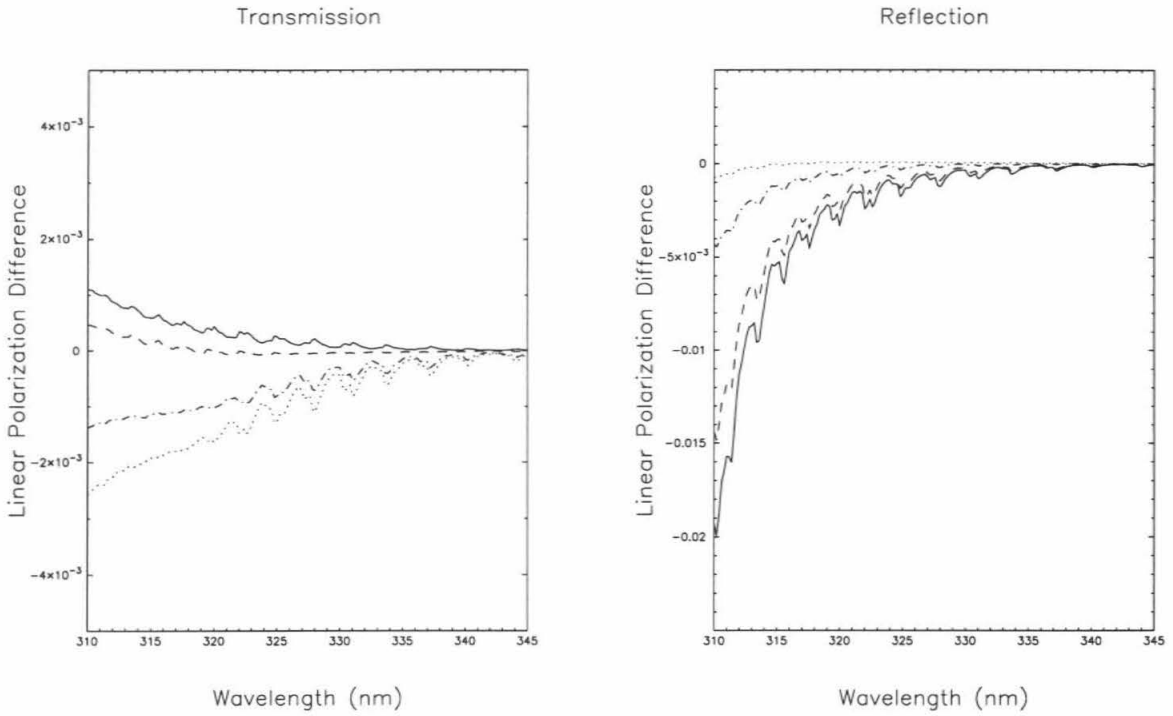 Transmission
Linear Polarization Difference
4×10⁻³
2×10⁻³
0
−2×10⁻³
−4×10⁻³
310 315 320 325 330 335 340 345
Wavelength (nm)
Reflection
Linear Polarization Difference
0
−5×10⁻³
−0.01
−0.015
−0.02
310 315 320 325 330 335 340 345
Wavelength (nm)